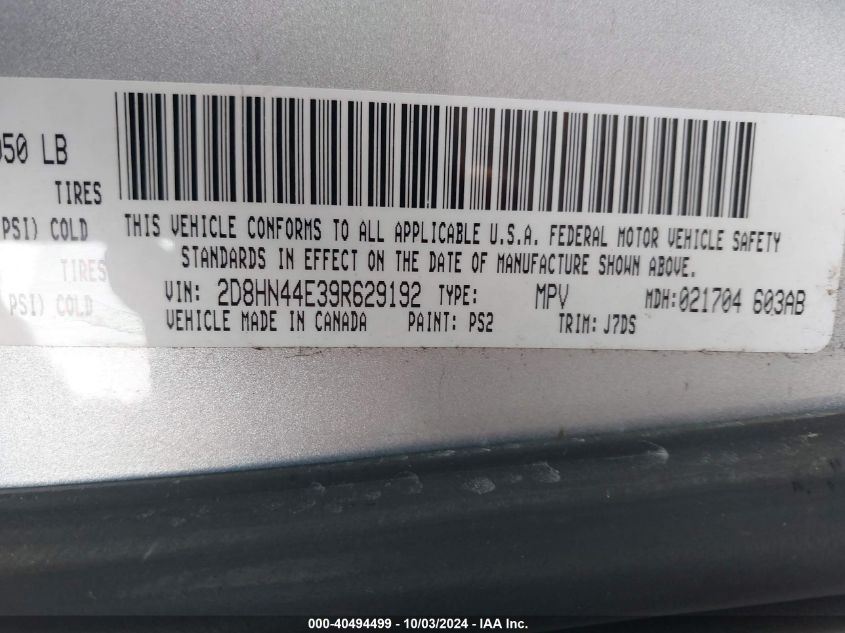 050 LB
TIRES
PSI) COLD
TIRES
PSI) COLD
THIS VEHICLE CONFORMS TO ALL APPLICABLE U.S.A. FEDERAL MOTOR VEHICLE SAFETY
STANDARDS IN EFFECT ON THE DATE OF MANUFACTURE SHOWN ABOVE.
VIN: 2D8HN44E39R629192 TYPE: MPV MDH:021704 603AB
VEHICLE MADE IN CANADA PAINT: PS2 TRIM: J7DS
000-40494499 - 10/03/2024 - IAA Inc.